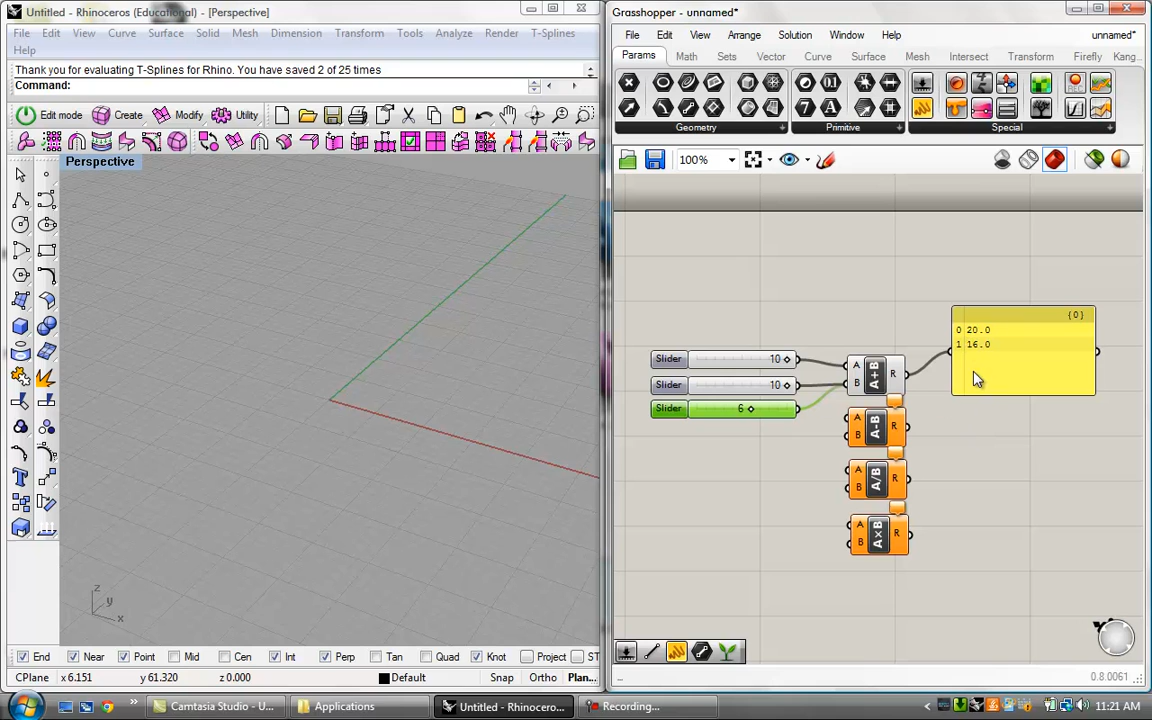 Untitled - Rhinoceros (Educational) - [Perspective]
File Edit View Curve Surface Solid Mesh Dimension Transform Tools Analyze Render T-Splines
Help
Thank you for evaluating T-Splines for Rhino. You have saved 2 of 25 times
Command:
Edit mode Create Modify Utility
Perspective
z
y
x
End Near Point Mid Cen Int Perp Tan Quad Knot Project ST
CPlane x 6.151 y 61.320 z 0.000 Default Snap Ortho Plan...
Grasshopper - unnamed*
File Edit View Arrange Solution Window Help unnamed*
Params Math Sets Vector Curve Surface Mesh Intersect Transform Kang
Geometry Primitive Special
100%
{0}
0 20.0
1 16.0
Slider 10
Slider 10
Slider 6
A B A+B R
A B A-B R
A B A/B R
A B A×B R
0.8.0061
Camtasia Studio - U... Applications Untitled - Rhinocero... Recording... 11:21 AM